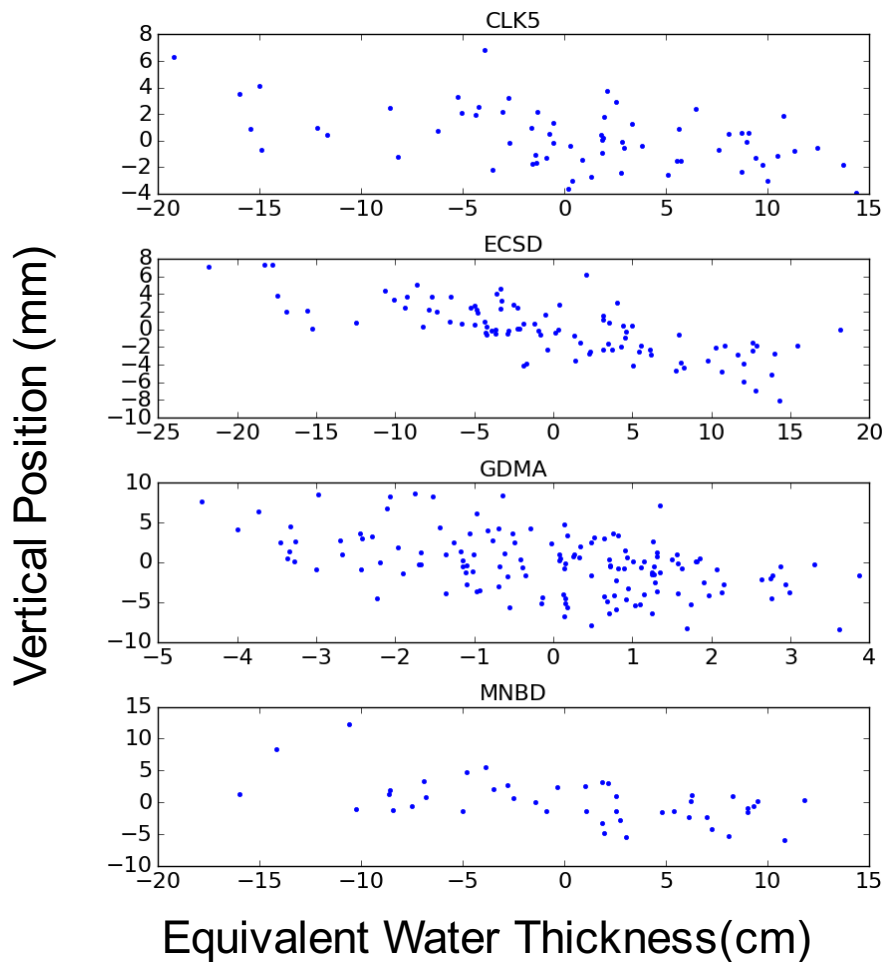 CLK5
8
6
4
2
0
−2
−4
−20 −15 −10 −5 0 5 10 15
ECSD
8
6
4
2
0
−2
−4
−6
−8
−10
−25 −20 −15 −10 −5 0 5 10 15 20
GDMA
10
5
0
−5
−10
−5 −4 −3 −2 −1 0 1 2 3 4
MNBD
15
10
5
0
−5
−10
−20 −15 −10 −5 0 5 10 15
Vertical Position (mm)
Equivalent Water Thickness(cm)